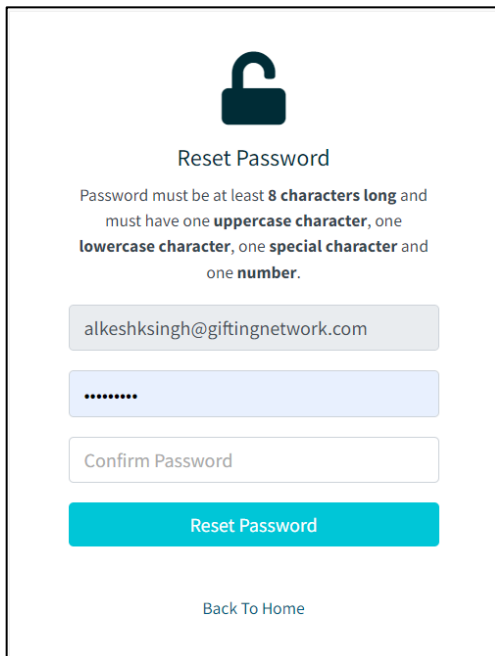 Reset Password
Password must be at least 8 characters long and
must have one uppercase character, one
lowercase character, one special character and
one number.
alkeshksingh@giftingnetwork.com
•••••••••
Confirm Password
Reset Password
Back To Home